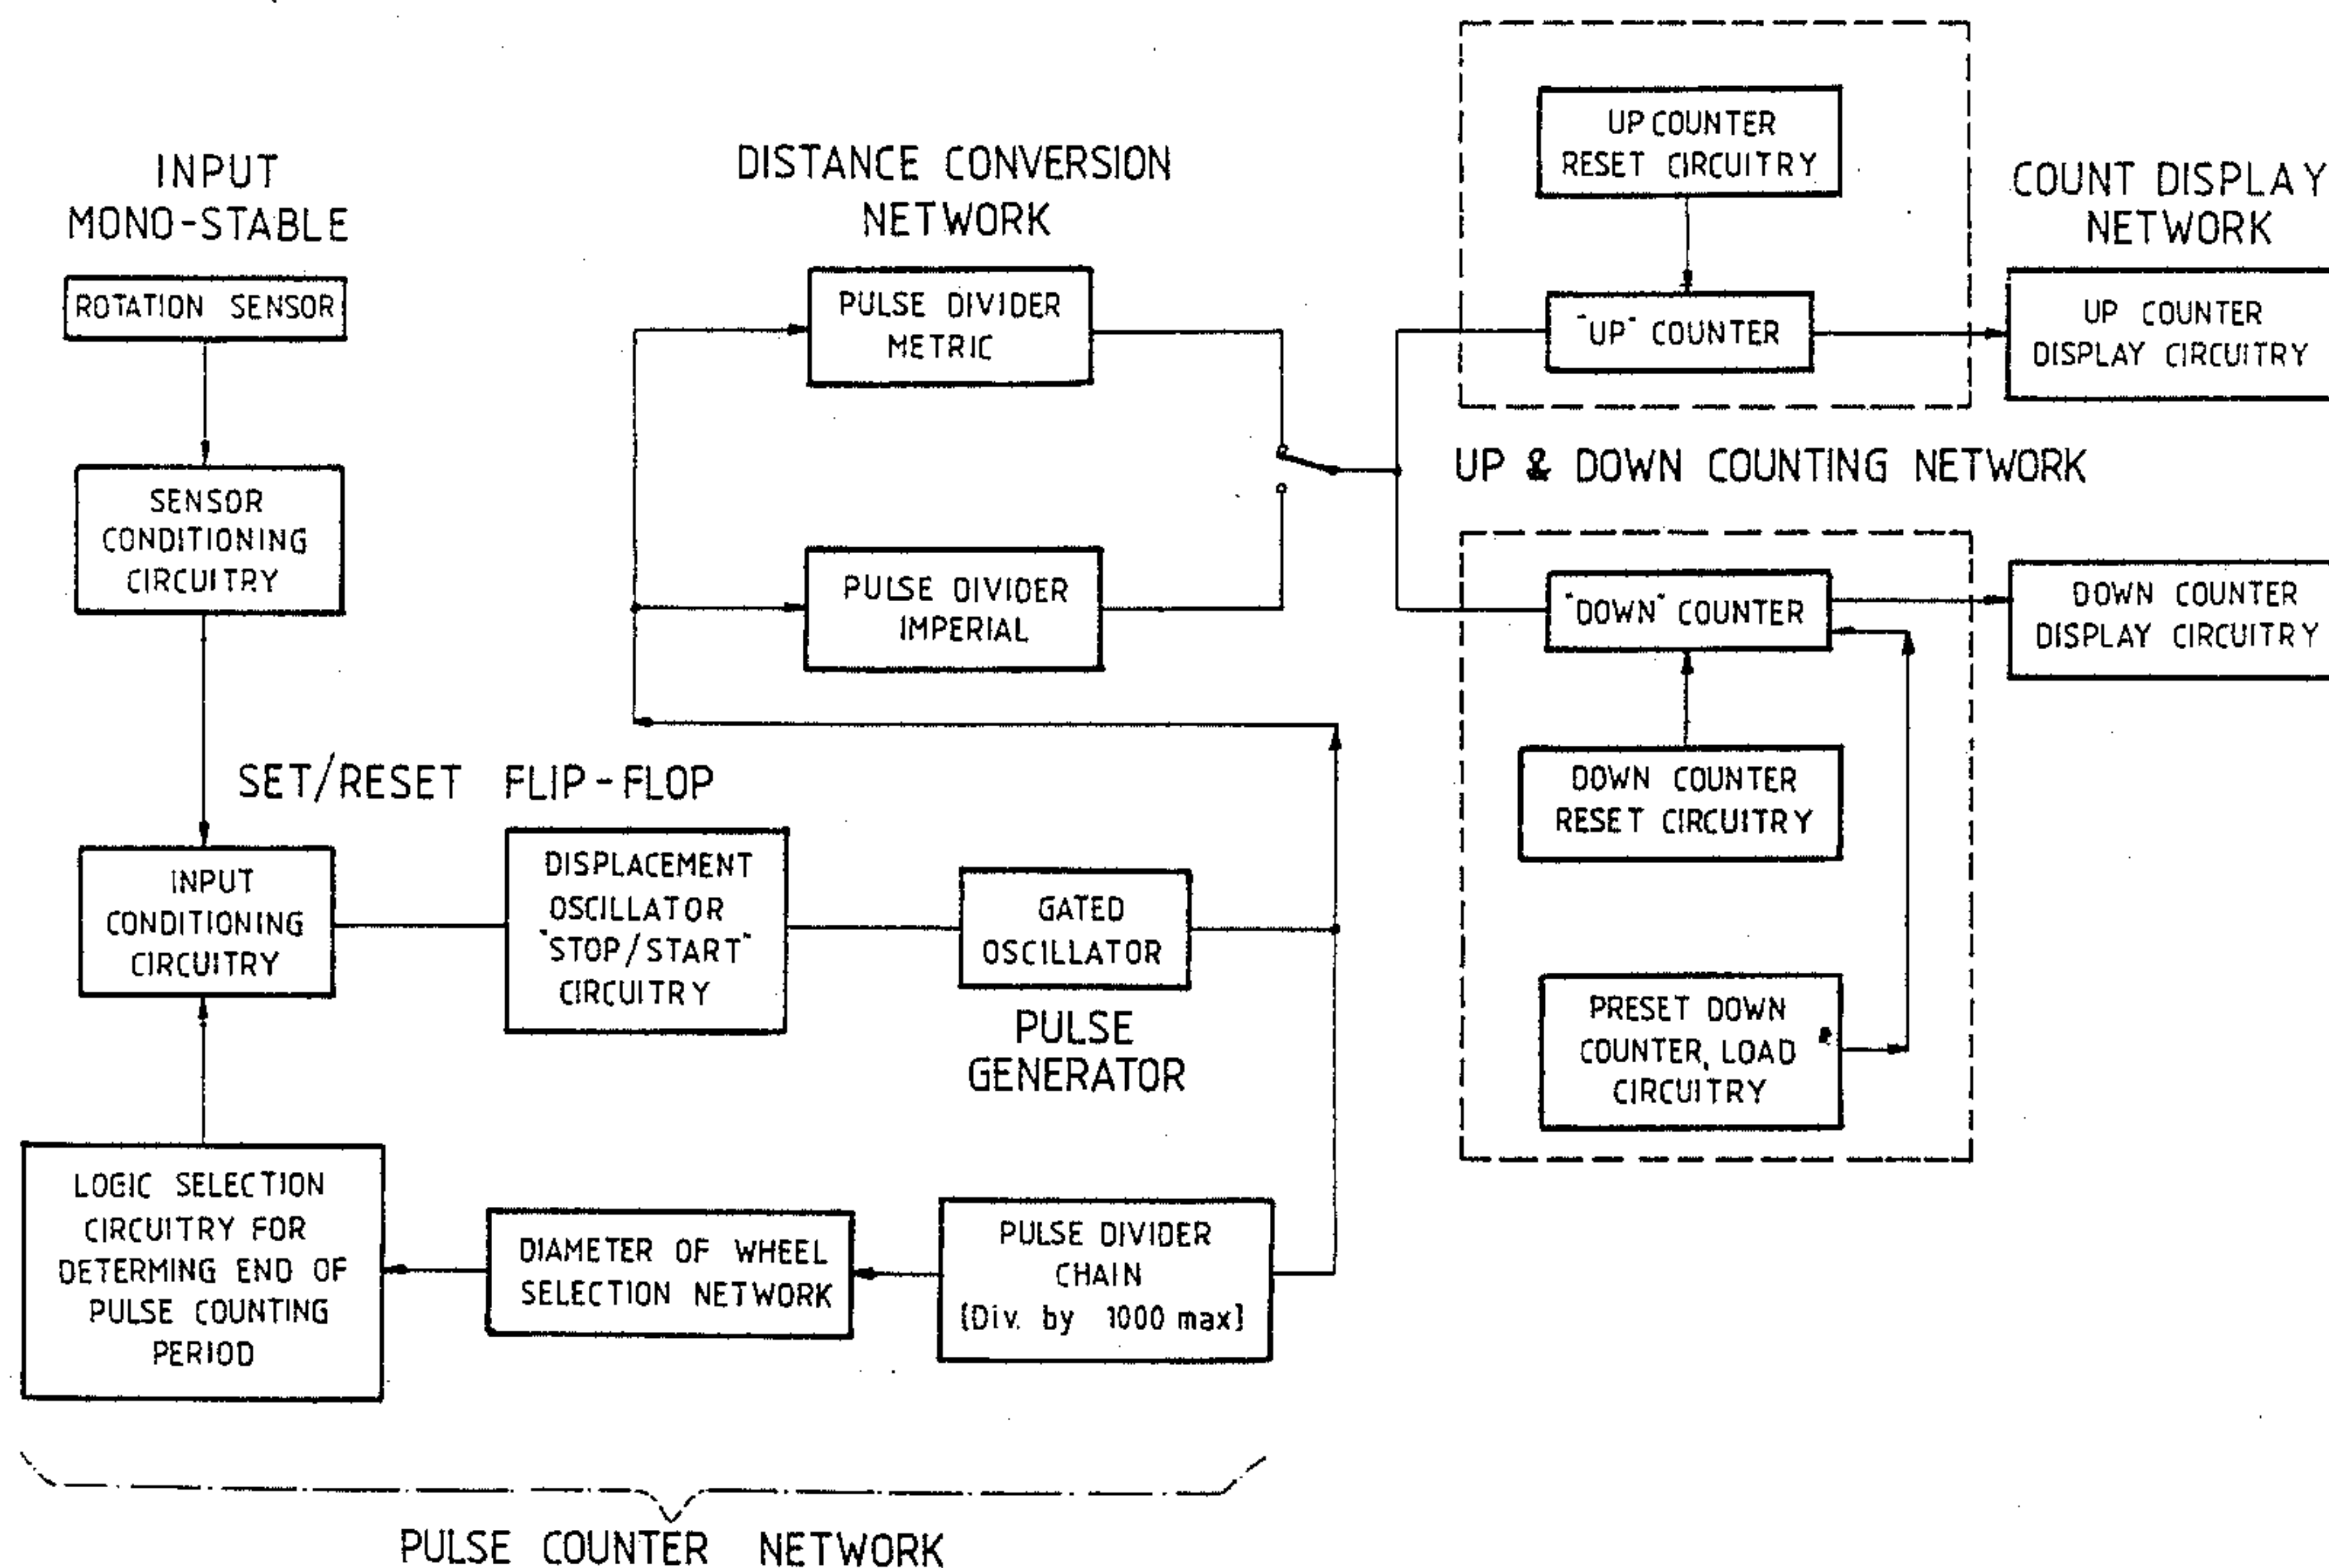 INPUT
MONO-STABLE
ROTATION SENSOR
SENSOR
CONDITIONING
CIRCUITRY
DISTANCE CONVERSION
NETWORK
PULSE DIVIDER
METRIC
PULSE DIVIDER
IMPERIAL
UP COUNTER
RESET CIRCUITRY
"UP" COUNTER
COUNT DISPLAY
NETWORK
UP COUNTER
DISPLAY CIRCUITRY
UP & DOWN COUNTING NETWORK
"DOWN" COUNTER
DOWN COUNTER
DISPLAY CIRCUITRY
DOWN COUNTER
RESET CIRCUITRY
PRESET DOWN
COUNTER, LOAD
CIRCUITRY
SET/RESET FLIP-FLOP
INPUT
CONDITIONING
CIRCUITRY
DISPLACEMENT
OSCILLATOR
"STOP/START"
CIRCUITRY
GATED
OSCILLATOR
PULSE
GENERATOR
LOGIC SELECTION
CIRCUITRY FOR
DETERMING END OF
PULSE COUNTING
PERIOD
DIAMETER OF WHEEL
SELECTION NETWORK
PULSE DIVIDER
CHAIN
[Div. by 1000 max]
PULSE COUNTER NETWORK